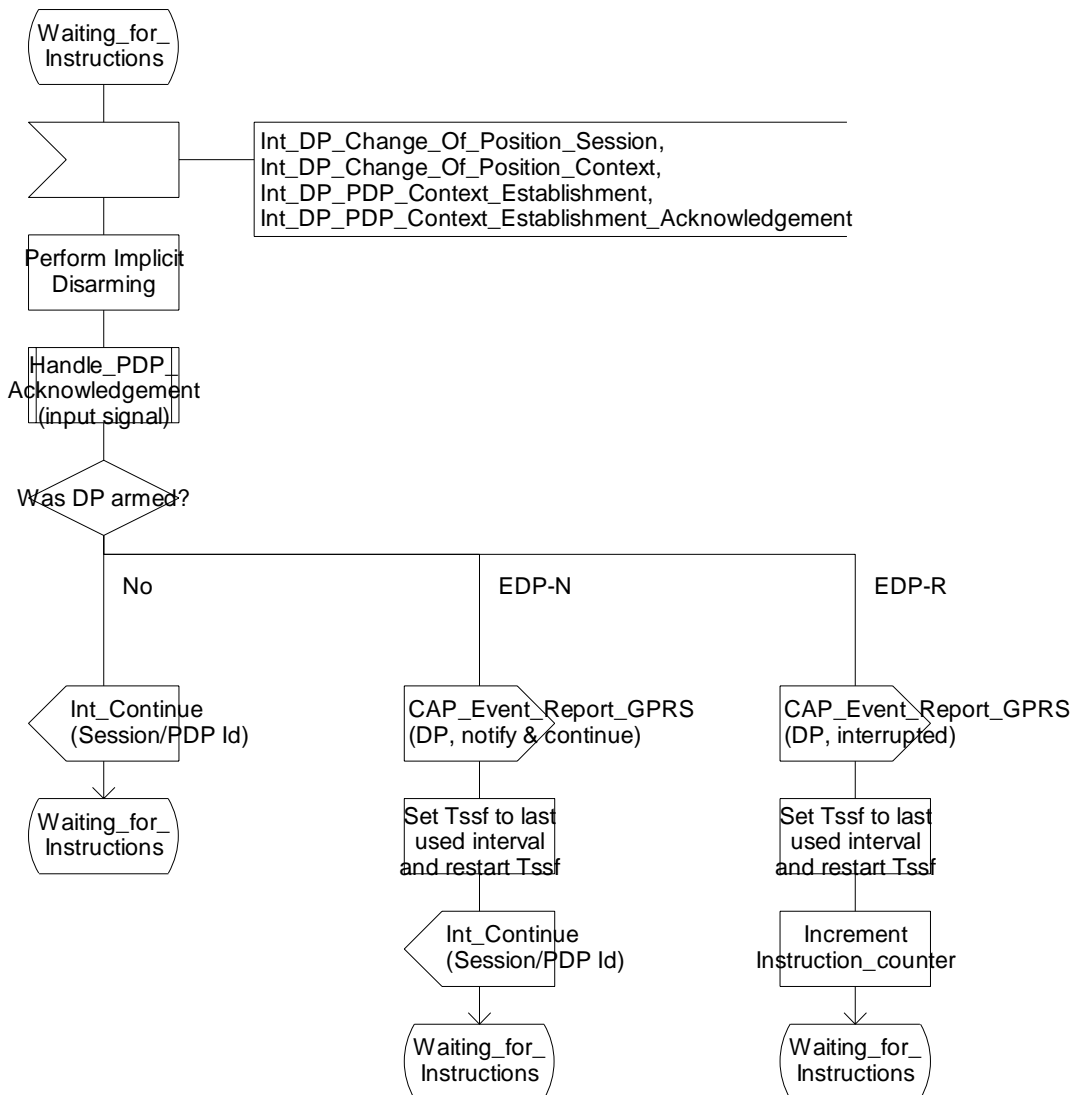 Waiting_for_
Instructions
Int_DP_Change_Of_Position_Session,
Int_DP_Change_Of_Position_Context,
Int_DP_PDP_Context_Establishment,
Int_DP_PDP_Context_Establishment_Acknowledgement
Perform Implicit
Disarming
Handle_PDP_
Acknowledgement
(input signal)
Was DP armed?
No
EDP-N
EDP-R
Int_Continue
(Session/PDP Id)
CAP_Event_Report_GPRS
(DP, notify & continue)
CAP_Event_Report_GPRS
(DP, interrupted)
Waiting_for_
Instructions
Set Tssf to last
used interval
and restart Tssf
Set Tssf to last
used interval
and restart Tssf
Int_Continue
(Session/PDP Id)
Increment
Instruction_counter
Waiting_for_
Instructions
Waiting_for_
Instructions